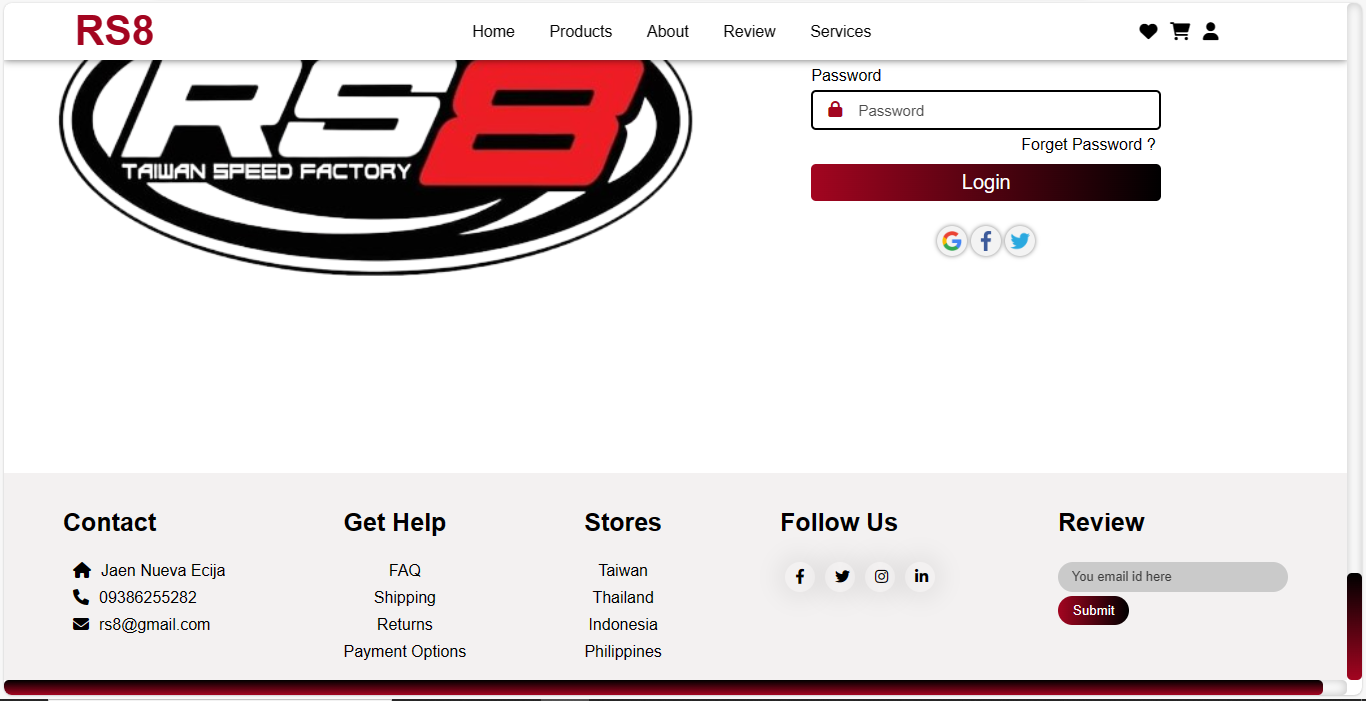 RS8
Home Products About Review Services
RS8
TAIWAN SPEED FACTORY
Password
Password
Forget Password ?
Login
Contact
Jaen Nueva Ecija
09386255282
rs8@gmail.com
Get Help
FAQ
Shipping
Returns
Payment Options
Stores
Taiwan
Thailand
Indonesia
Philippines
Follow Us
Review
You email id here
Submit